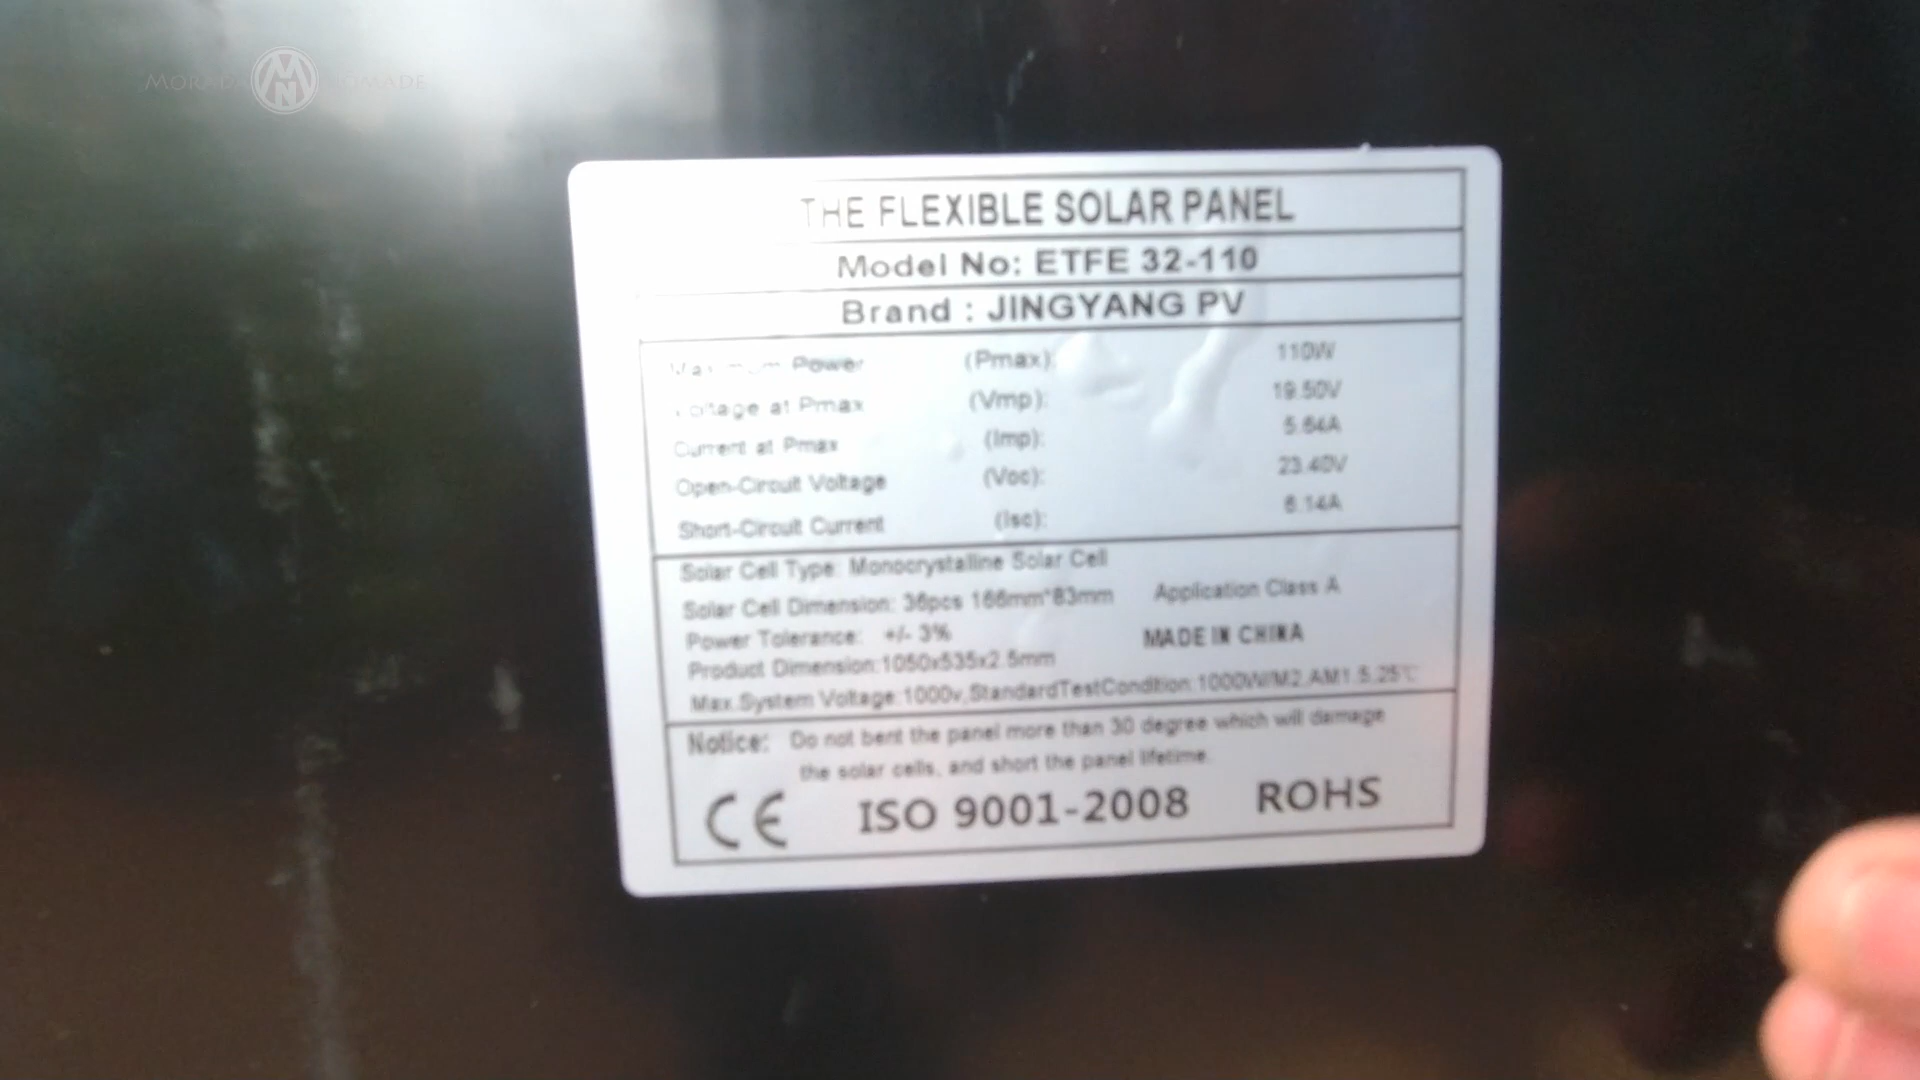 MORAD NOMADE
THE FLEXIBLE SOLAR PANEL
Model No: ETFE 32-110
Brand : JINGYANG PV
Maximum Power (Pmax): 110W
Voltage at Pmax (Vmp): 19.50V
Current at Pmax (Imp): 5.64A
Open-Circuit Voltage (Voc): 23.40V
Short-Circuit Current (Isc): 6.14A
Solar Cell Type: Monocrystalline Solar Cell
Solar Cell Dimension: 36pcs 166mm*83mm Application Class A
Power Tolerance: +/- 3% MADE IN CHINA
Product Dimension:1050x535x2.5mm
Max.System Voltage:1000v,StandardTestCondition:1000W/M2,AM1.5,25℃
Notice: Do not bent the panel more than 30 degree which will damage
the solar cells, and short the panel lifetime.
CE ISO 9001-2008 ROHS